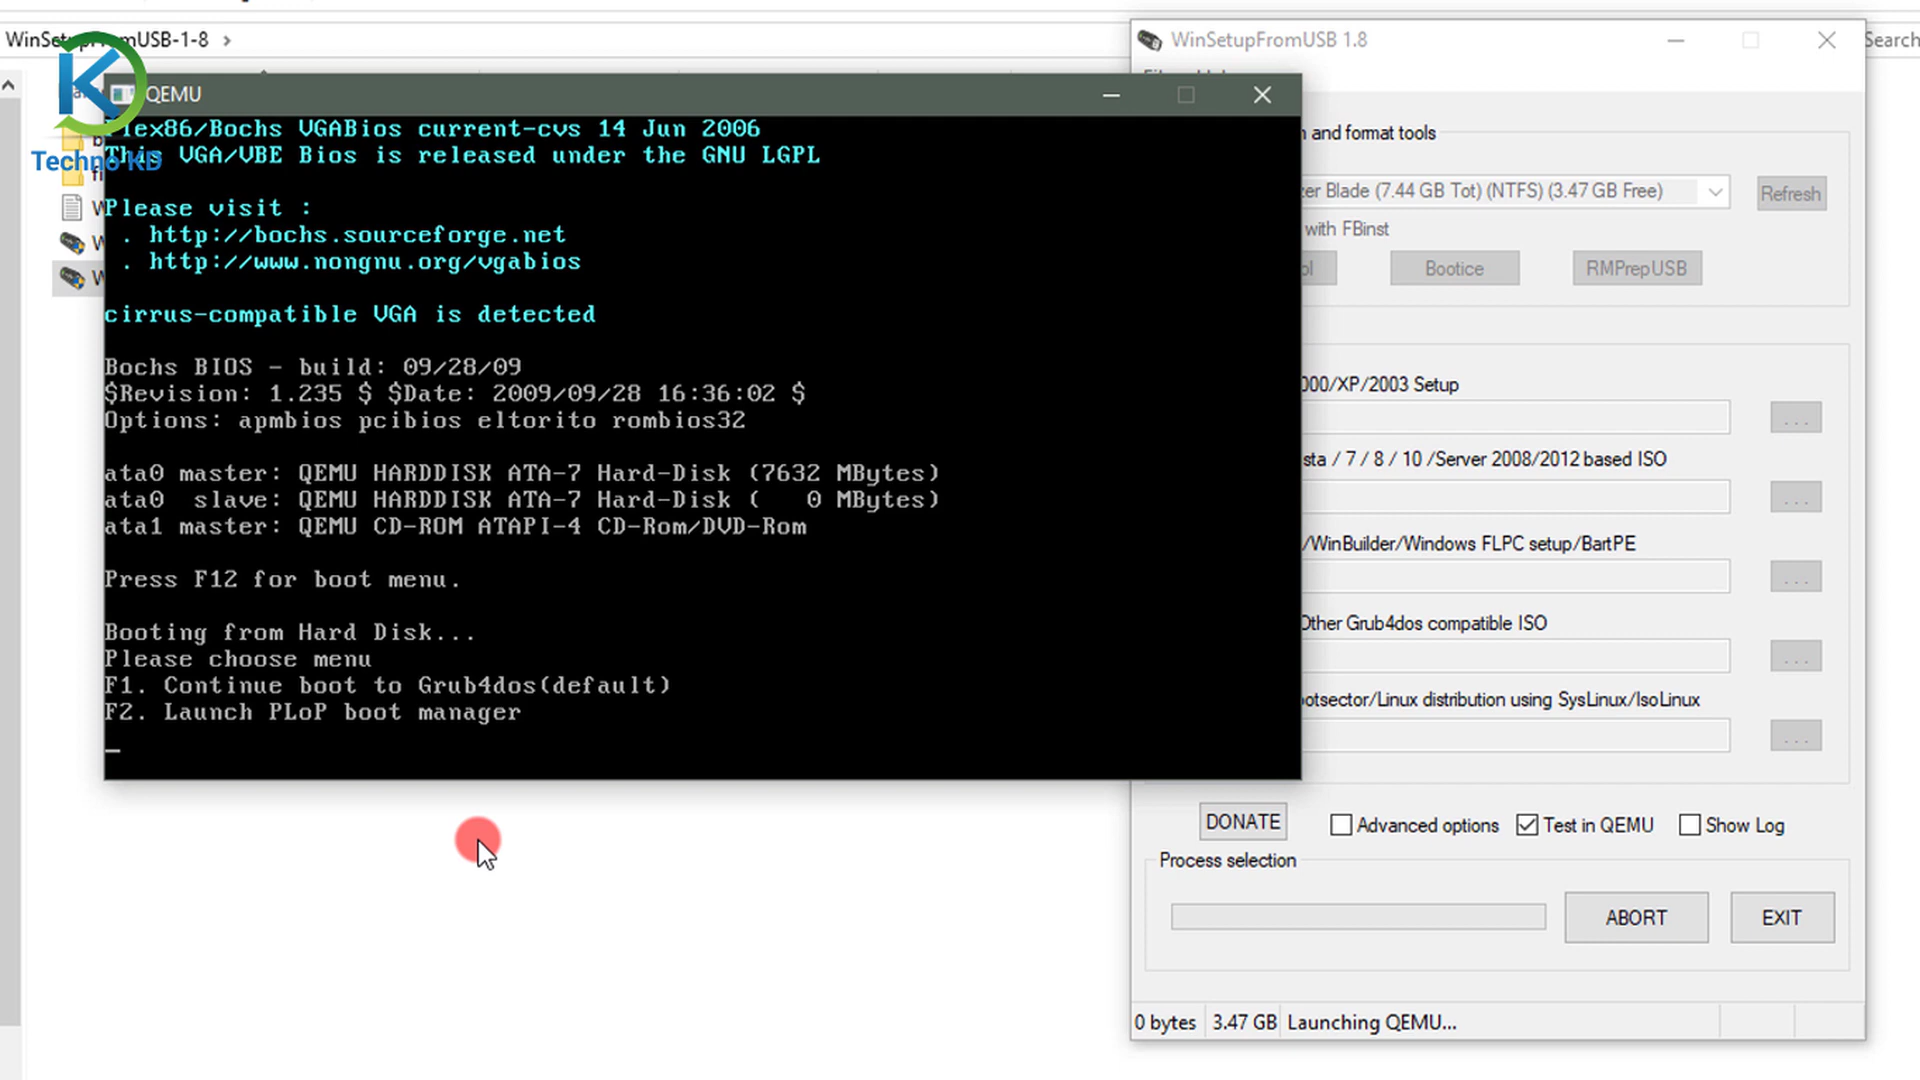 WinSetupFromUSB-1-8 >
K
Techno KD
QEMU
Plex86/Bochs VGABios current-cvs 14 Jun 2006
This VGA/VBE Bios is released under the GNU LGPL
Please visit :
. http://bochs.sourceforge.net
. http://www.nongnu.org/vgabios
cirrus-compatible VGA is detected
Bochs BIOS - build: 09/28/09
$Revision: 1.235 $ $Date: 2009/09/28 16:36:02 $
Options: apmbios pcibios eltorito rombios32
ata0 master: QEMU HARDDISK ATA-7 Hard-Disk (7632 MBytes)
ata0 slave: QEMU HARDDISK ATA-7 Hard-Disk ( 0 MBytes)
ata1 master: QEMU CD-ROM ATAPI-4 CD-Rom/DVD-Rom
Press F12 for boot menu.
Booting from Hard Disk...
Please choose menu
F1. Continue boot to Grub4dos(default)
F2. Launch PLoP boot manager
WinSetupFromUSB 1.8
Search
and format tools
zer Blade (7.44 GB Tot) (NTFS) (3.47 GB Free)
Refresh
with FBinst
ol
Bootice
RMPrepUSB
000/XP/2003 Setup
...
sta / 7 / 8 / 10 /Server 2008/2012 based ISO
...
/WinBuilder/Windows FLPC setup/BartPE
...
Other Grub4dos compatible ISO
...
otsector/Linux distribution using SysLinux/IsoLinux
...
DONATE
Advanced options
Test in QEMU
Show Log
Process selection
ABORT
EXIT
0 bytes
3.47 GB
Launching QEMU...